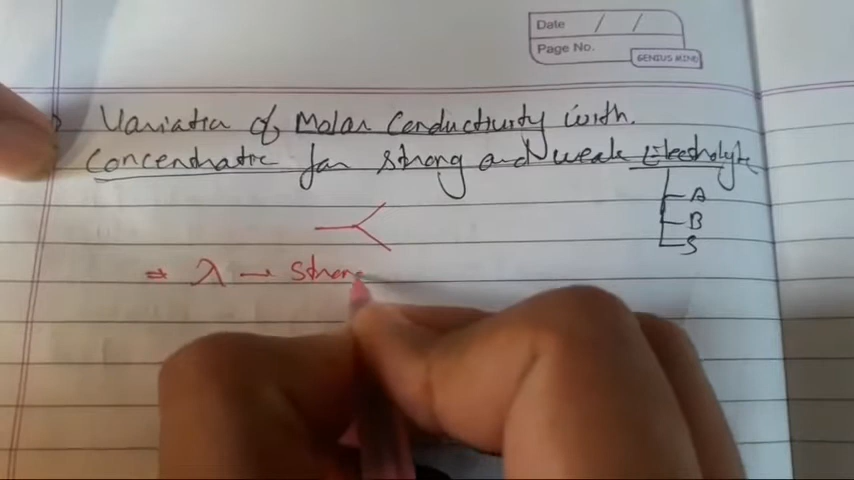 Date / /
Page No.
GENIUS MIND
Variation of Molar Conductivity with
Concentration for strong and weak Electrolyte
A
B
S
⇒ λ → Strong